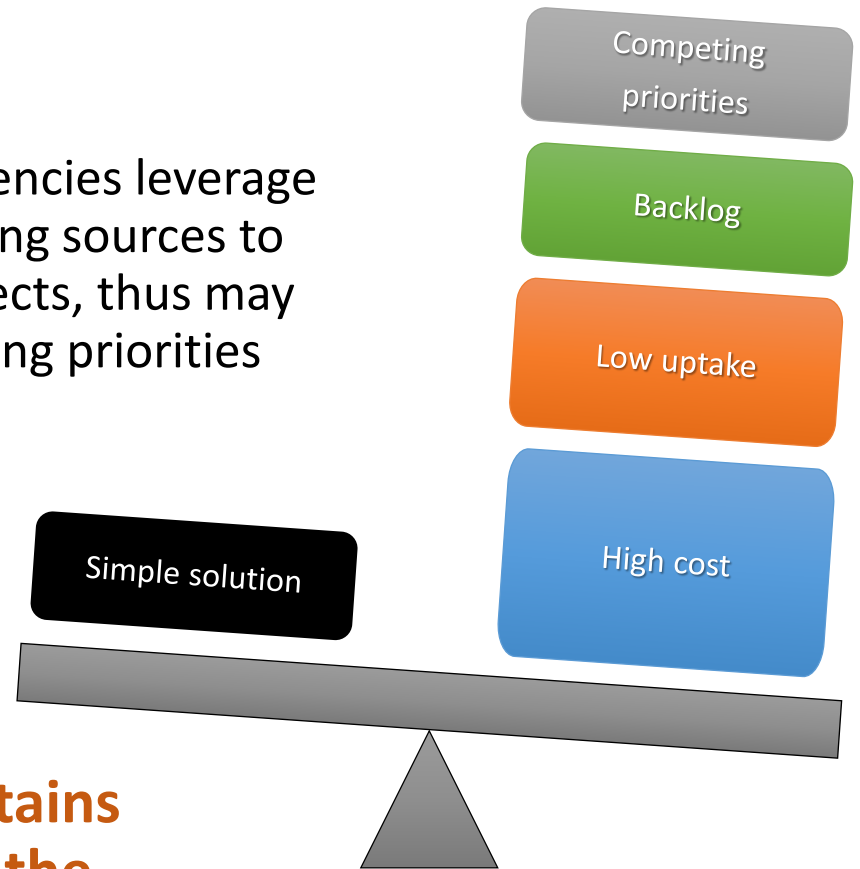 encies leverage
ng sources to
ects, thus may
ng priorities
Competing
priorities
Backlog
Low uptake
High cost
Simple solution
tains
the